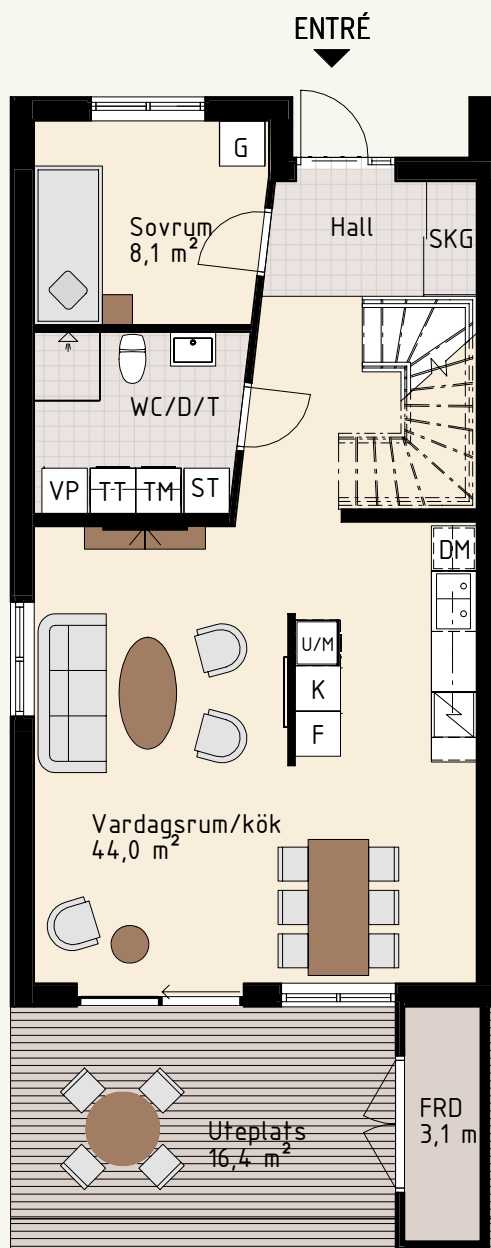 ENTRÉ
G
Sovrum
8,1 m²
Hall
SKG
WC/D/T
VP
TT
TM
ST
DM
U/M
K
F
Vardagsrum/kök
44,0 m²
Uteplats
16,4 m²
FRD
3,1 m